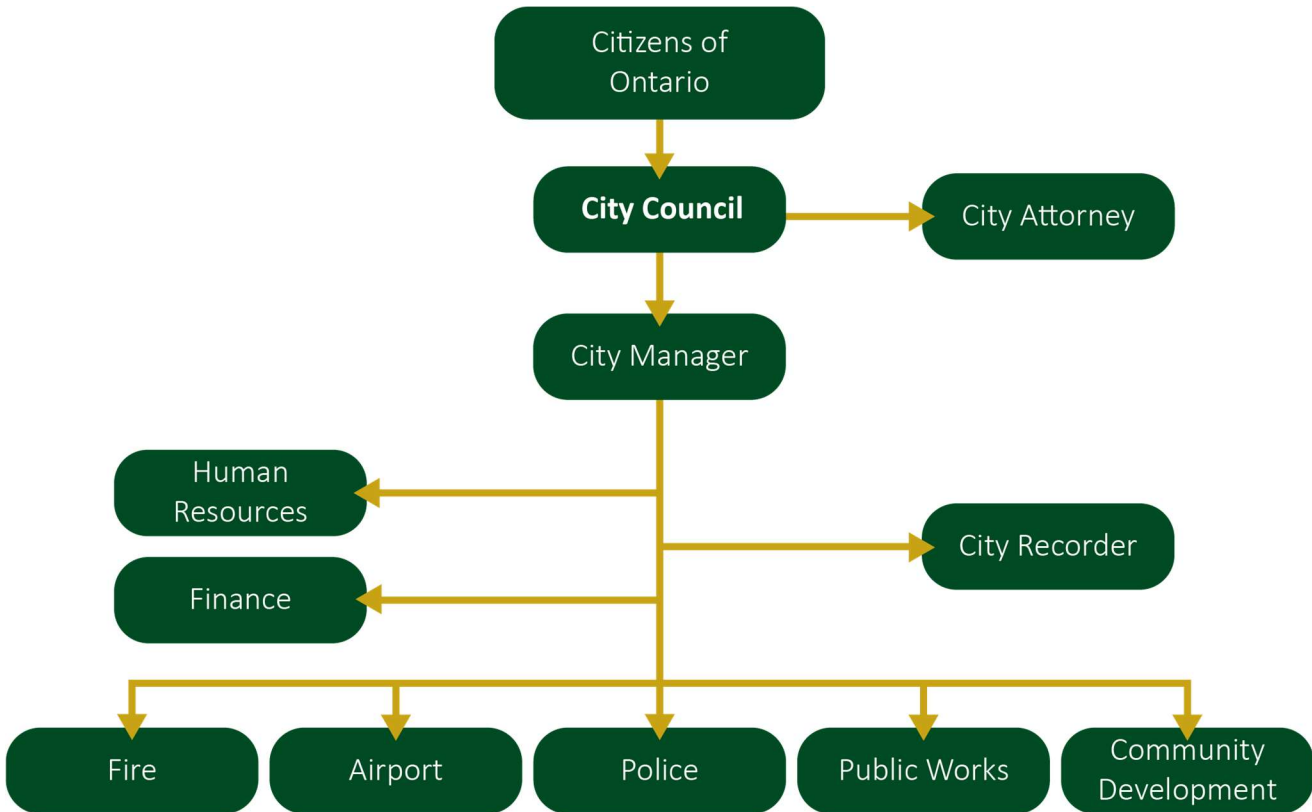 Citizens of
Ontario
City Council
City Attorney
City Manager
Human
Resources
City Recorder
Finance
Fire
Airport
Police
Public Works
Community
Development